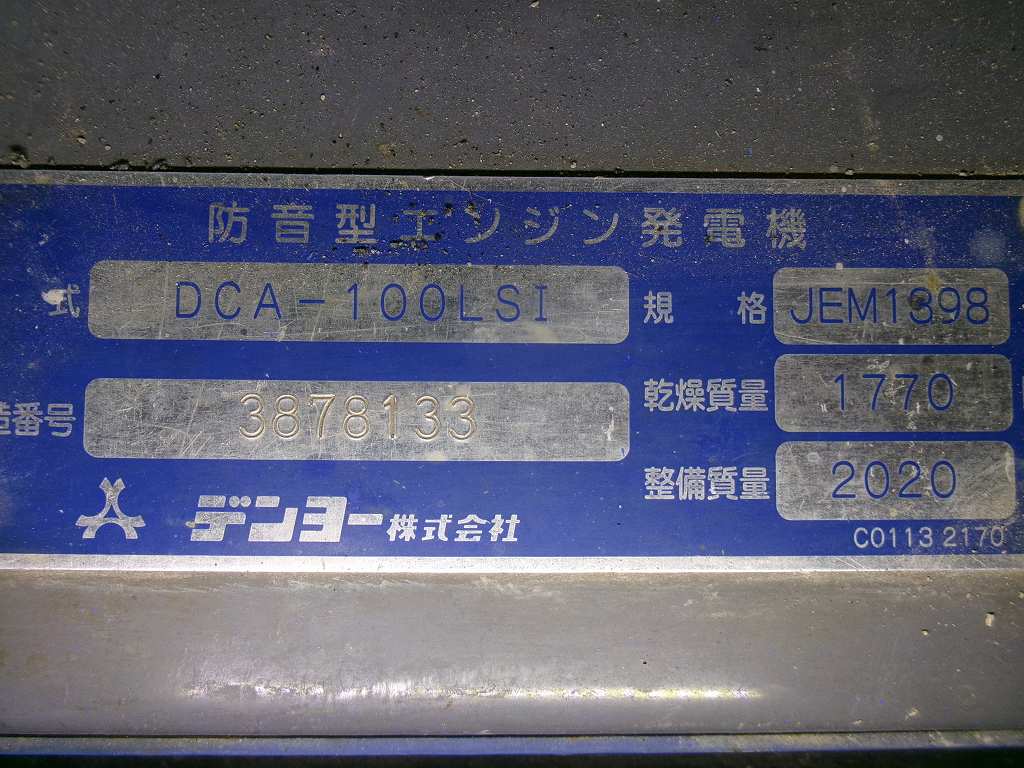 防音型エンジン発電機
式 DCA-100LSI 規格 JEM1398
造番号 3878133 乾燥質量 1770
整備質量 2020
デンヨー株式会社
C0113 2170